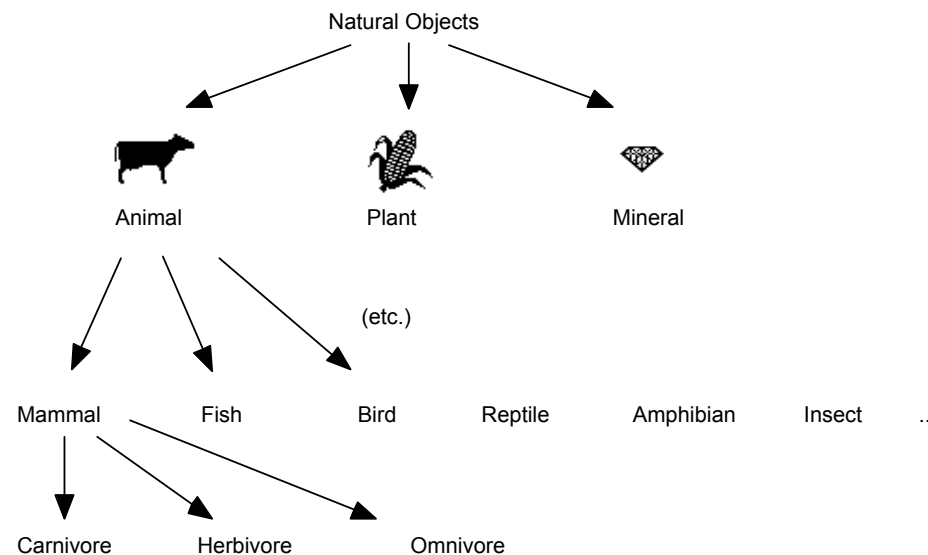 Natural Objects
Animal Plant Mineral
(etc.)
Mammal Fish Bird Reptile Amphibian Insect ..
Carnivore Herbivore Omnivore